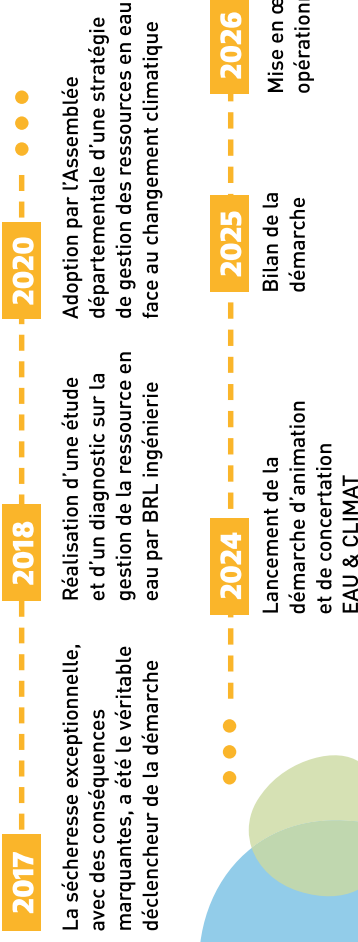 2017
La sécheresse exceptionnelle,
avec des conséquences
marquantes, a été le véritable
déclencheur de la démarche
2018
Réalisation d'une étude
et d'un diagnostic sur la
gestion de la ressource en
eau par BRL ingénierie
2020
Adoption par l'Assemblée
départementale d'une stratégie
de gestion des ressources en eau
face au changement climatique
2024
Lancement de la
démarche d'animation
et de concertation
EAU & CLIMAT
2025
Bilan de la
démarche
2026
Mise en